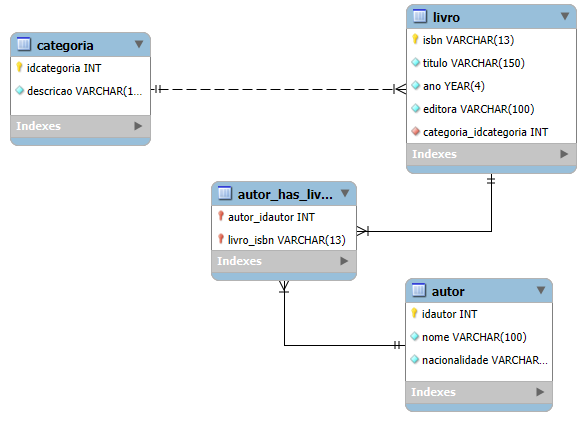 categoria
idcategoria INT
descricao VARCHAR(1...
Indexes
livro
isbn VARCHAR(13)
titulo VARCHAR(150)
ano YEAR(4)
editora VARCHAR(100)
categoria_idcategoria INT
Indexes
autor_has_liv...
autor_idautor INT
livro_isbn VARCHAR(13)
Indexes
autor
idautor INT
nome VARCHAR(100)
nacionalidade VARCHAR...
Indexes